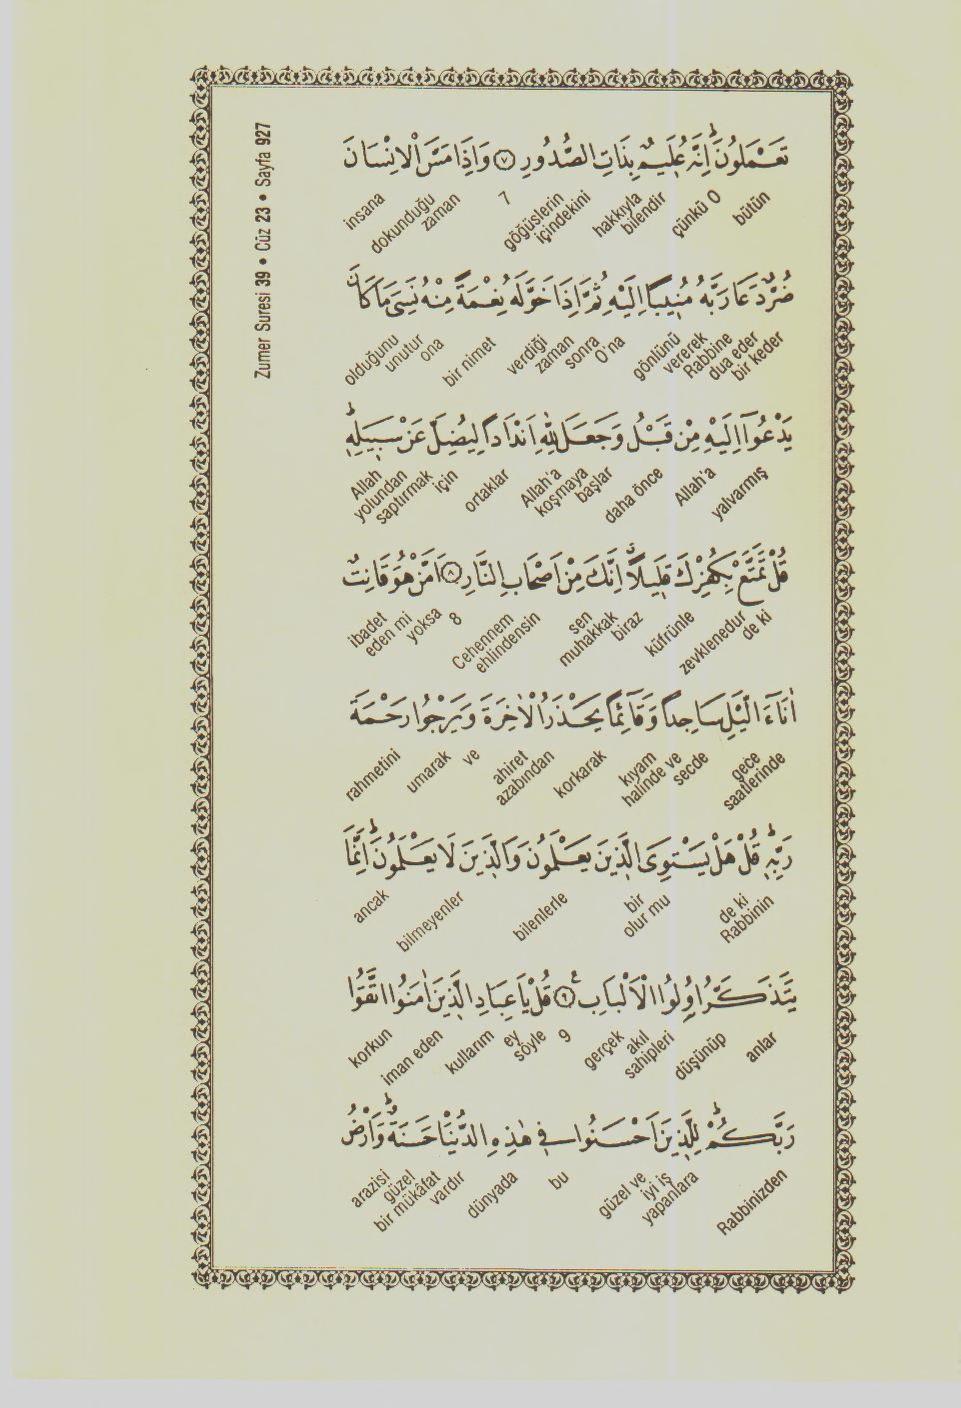 Zumer Suresi 39 • Cüz 23 • Sayfa 927
تَعْمَلُونَ اِنَّهُ عَلٖيمٌ بِذَاتِ الصُّدُورِ ﴿٧﴾ وَاِذَا مَسَّ الْاِنْسَانَ
bütün çünkü O hakkıyla bilendir göğüslerin içindekini 7 dokunduğu zaman insana
ضُرٌّ دَعَا رَبَّهُ مُنٖيبًا اِلَيْهِ ثُمَّ اِذَا خَوَّلَهُ نِعْمَةً مِنْهُ نَسِىَ مَا كَانَ
bir keder dua eder Rabbine gönlünü vererek O'na sonra zaman verdiği bir nimet ona unutur olduğunu
يَدْعُوٓا اِلَيْهِ مِنْ قَبْلُ وَجَعَلَ لِلّٰهِ اَنْدَادًا لِيُضِلَّ عَنْ سَبٖيلِهٖ
yalvarmış Allah'a daha önce Allah'a koşmaya başlar ortaklar Allah yolundan saptırmak için
قُلْ تَمَتَّعْ بِكُفْرِكَ قَلٖيلًا اِنَّكَ مِنْ اَصْحَابِ النَّارِ ﴿٨﴾ اَمَّنْ هُوَ قَانِتٌ
de ki zevklenedur küfrünle biraz muhakkak sen Cehennem ehlindensin 8 yoksa ibadet eden mi
اٰنَٓاءَ الَّيْلِ سَاجِدًا وَقَٓائِمًا يَحْذَرُ الْاٰخِرَةَ وَيَرْجُوا رَحْمَةَ
gece saatlerinde secde kıyam halinde ve korkarak ahiret azabından ve umarak rahmetini
رَبِّهٖ قُلْ هَلْ يَسْتَوِى الَّذٖينَ يَعْلَمُونَ وَالَّذٖينَ لَا يَعْلَمُونَ اِنَّمَا
de ki Rabbinin bir olur mu bilenlerle bilmeyenler ancak
يَتَذَكَّرُ اُولُوا الْاَلْبَابِ ﴿٩﴾ قُلْ يَا عِبَادِ الَّذٖينَ اٰمَنُوا اتَّقُوا
anlar düşünüp gerçek akıl sahipleri 9 ey söyle kullarım iman eden korkun
رَبَّكُمْ لِلَّذٖينَ اَحْسَنُوا فٖى هٰذِهِ الدُّنْيَا حَسَنَةٌ وَاَرْضُ
Rabbinizden güzel ve iyi iş yapanlara bu dünyada güzel bir mükâfat vardır arazisi